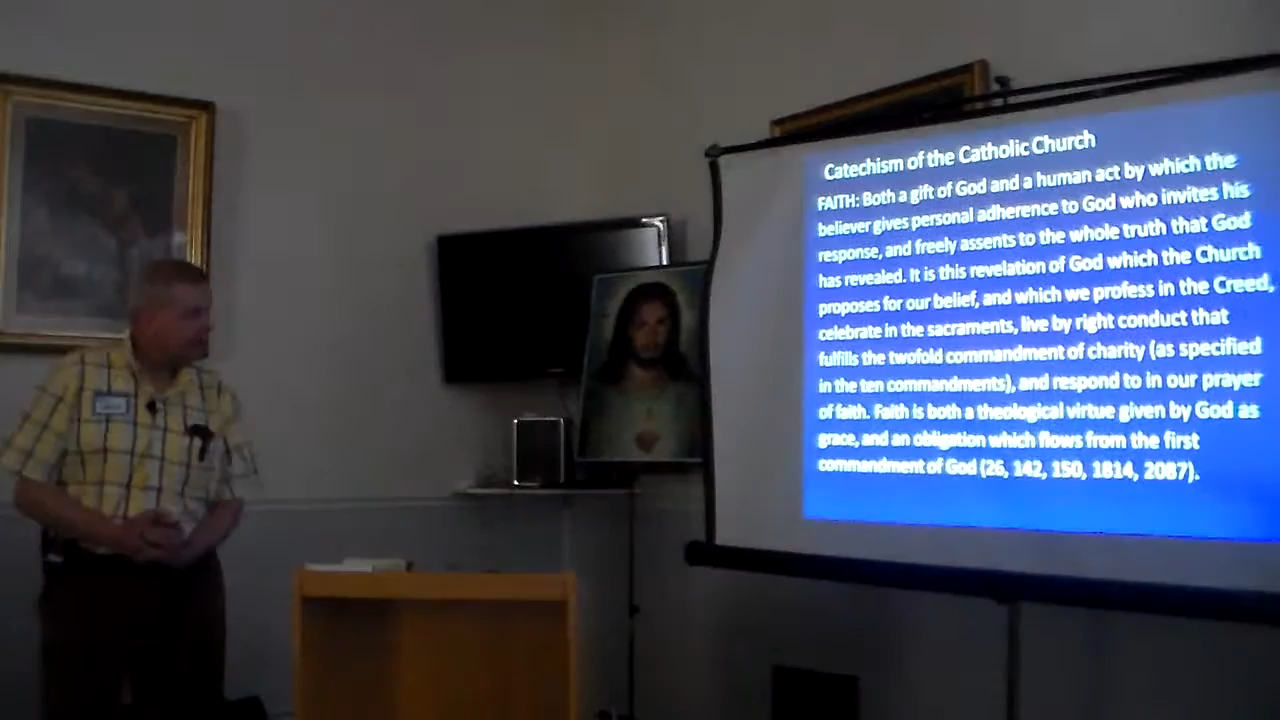 Catechism of the Catholic Church
FAITH: Both a gift of God and a human act by which the
believer gives personal adherence to God who invites his
response, and freely assents to the whole truth that God
has revealed. It is this revelation of God which the Church
proposes for our belief, and which we profess in the Creed,
celebrate in the sacraments, live by right conduct that
fulfills the twofold commandment of charity (as specified
in the ten commandments), and respond to in our prayer
of faith. Faith is both a theological virtue given by God as
grace, and an obligation which flows from the first
commandment of God (26, 142, 150, 1814, 2087).